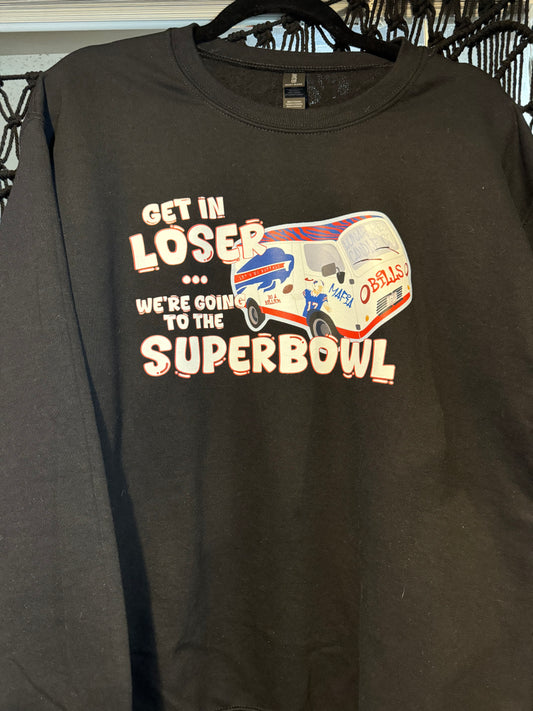 GET IN
LOSER
...
WE'RE GOING
TO THE
SUPERBOWL
BILLS
MAFIA
17